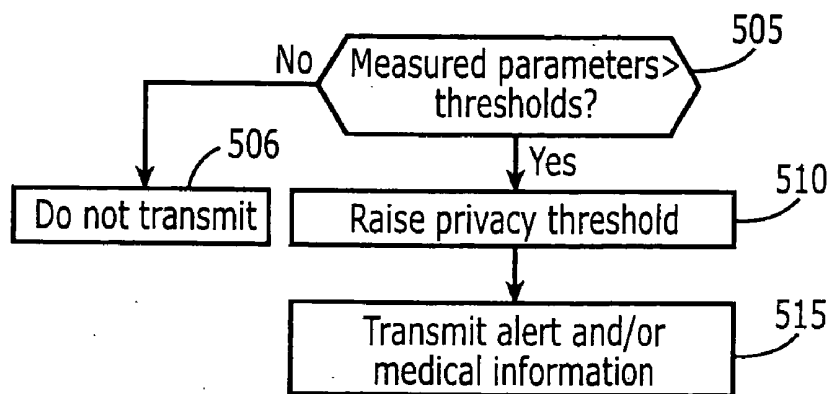 505
No
Measured parameters>
thresholds?
Yes
506
Do not transmit
510
Raise privacy threshold
515
Transmit alert and/or
medical information